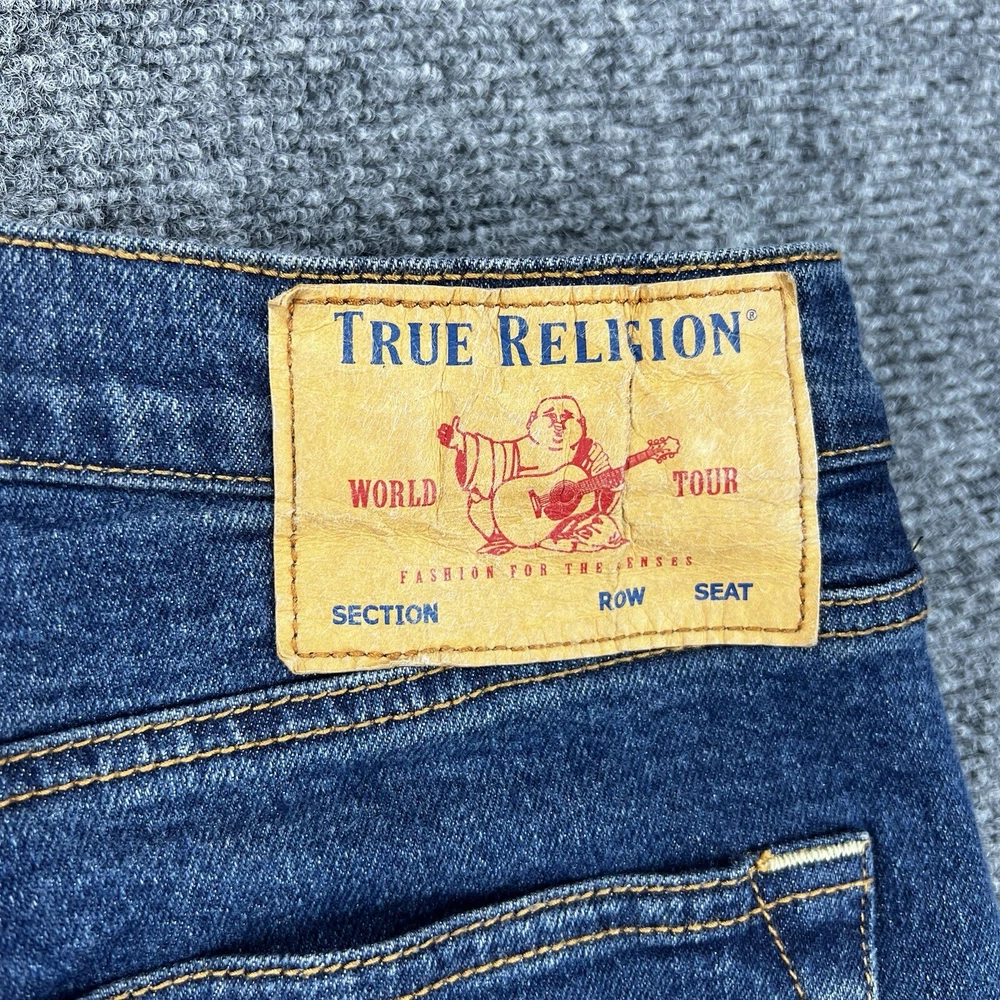 TRUE RELIGION®
WORLD TOUR
FASHION FOR THE SENSES
SECTION ROW SEAT